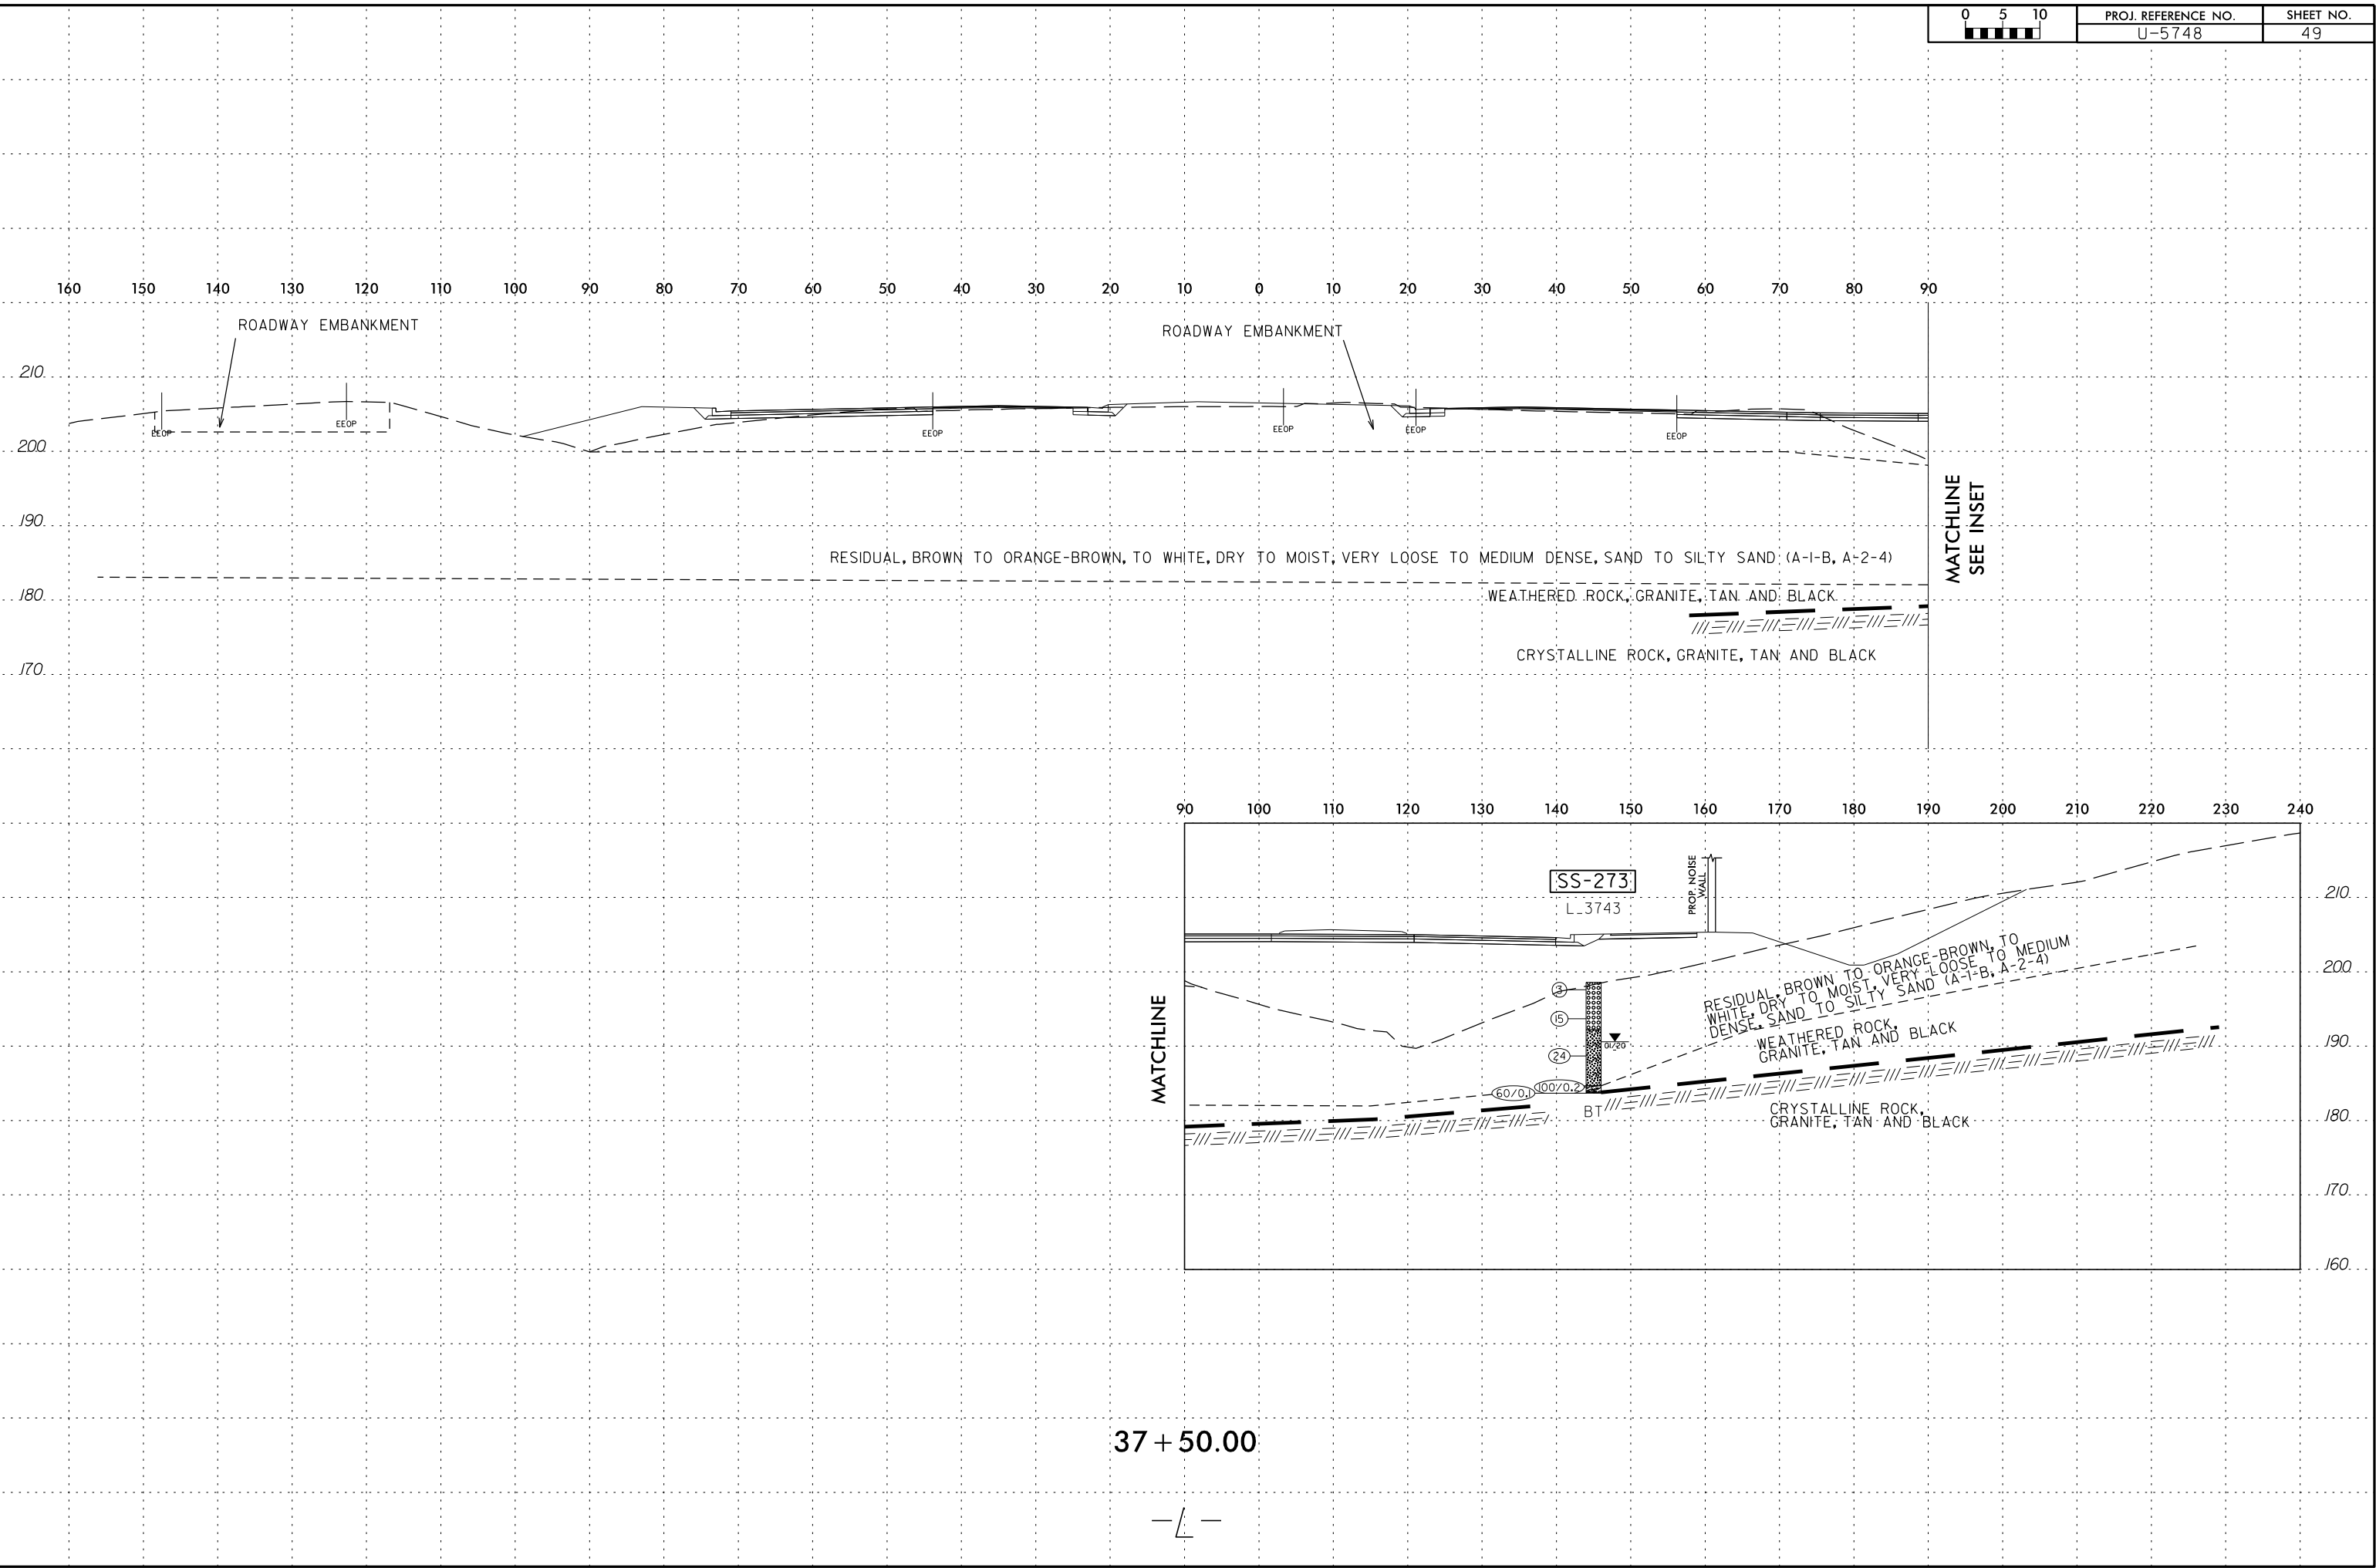 0 5 10
PROJ. REFERENCE NO.
SHEET NO.
U-5748
49
160 150 140 130 120 110 100 90 80 70 60 50 40 30 20 10 0 10 20 30 40 50 60 70 80 90
ROADWAY EMBANKMENT
ROADWAY EMBANKMENT
210
EEOP
EEOP
EEOP
EEOP
EEOP
EEOP
200
190
MATCHLINE
SEE INSET
RESIDUAL, BROWN TO ORANGE-BROWN, TO WHITE, DRY TO MOIST, VERY LOOSE TO MEDIUM DENSE, SAND TO SILTY SAND (A-1-B, A-2-4)
180
WEATHERED ROCK, GRANITE, TAN AND BLACK
CRYSTALLINE ROCK, GRANITE, TAN AND BLACK
170
90 100 110 120 130 140 150 160 170 180 190 200 210 220 230 240
PROP. NOISE
WALL
SS-273
L_3743
210
RESIDUAL, BROWN TO ORANGE-BROWN, TO
WHITE, DRY TO MOIST, VERY LOOSE TO MEDIUM
DENSE, SAND TO SILTY SAND (A-1-B, A-2-4)
200
3
15
MATCHLINE
WEATHERED ROCK,
GRANITE, TAN AND BLACK
01/20
190
24
60/0.1
100/0.2
BT
CRYSTALLINE ROCK,
GRANITE, TAN AND BLACK
180
170
160
37+50.00
-L-